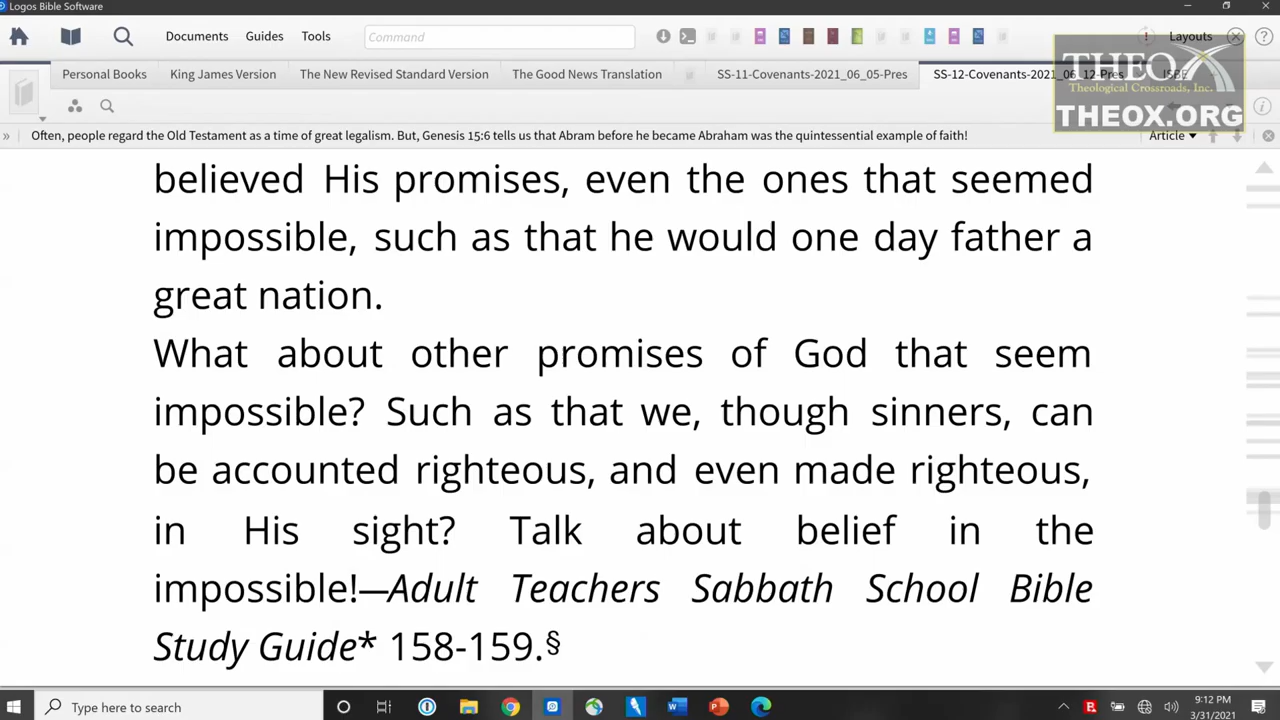 Logos Bible Software
Documents Guides Tools Command Layouts
Personal Books King James Version The New Revised Standard Version The Good News Translation SS-11-Covenants-2021_06_05-Pres SS-12-Covenants-2021_06_12-Pres ISBE
THEOX
Theological Crossroads, Inc.
THEOX.ORG
» Often, people regard the Old Testament as a time of great legalism. But, Genesis 15:6 tells us that Abram before he became Abraham was the quintessential example of faith! Article
believed His promises, even the ones that seemed
impossible, such as that he would one day father a
great nation.
What about other promises of God that seem
impossible? Such as that we, though sinners, can
be accounted righteous, and even made righteous,
in His sight? Talk about belief in the
impossible!—Adult Teachers Sabbath School Bible
Study Guide* 158-159.§
Type here to search
9:12 PM
3/31/2021